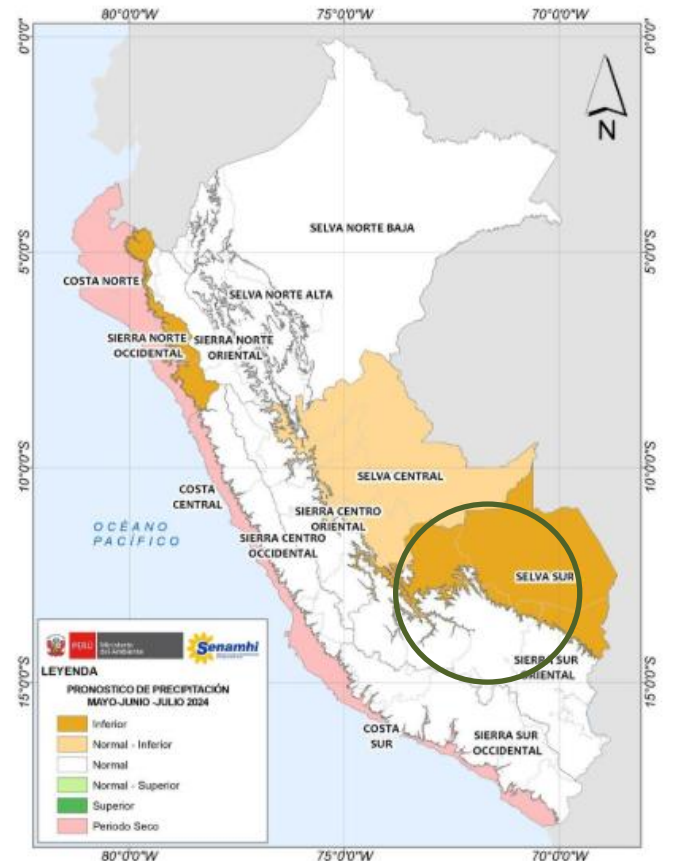 80°0'0"W 75°0'0"W 70°0'0"W
0°0'0" 0°0'0"
N
SELVA NORTE BAJA
5°0'0"S 5°0'0"S
COSTA NORTE
SELVA NORTE ALTA
SIERRA NORTE
OCCIDENTAL
SIERRA NORTE
ORIENTAL
10°0'0"S 10°0'0"S
SELVA CENTRAL
COSTA
CENTRAL
SIERRA CENTRO
ORIENTAL
OCÉANO
PACÍFICO
SIERRA CENTRO
OCCIDENTAL
SELVA SUR
PERÚ Ministerio
del Ambiente
Senamhi
LEYENDA
PRONOSTICO DE PRECIPITACIÓN
MAYO-JUNIO -JULIO 2024
Inferior
Normal - Inferior
Normal
Normal - Superior
Superior
Periodo Seco
SIERRA SUR
ORIENTAL
15°0'0"S 15°0'0"S
COSTA
SUR
SIERRA SUR
OCCIDENTAL
80°0'0"W 75°0'0"W 70°0'0"W